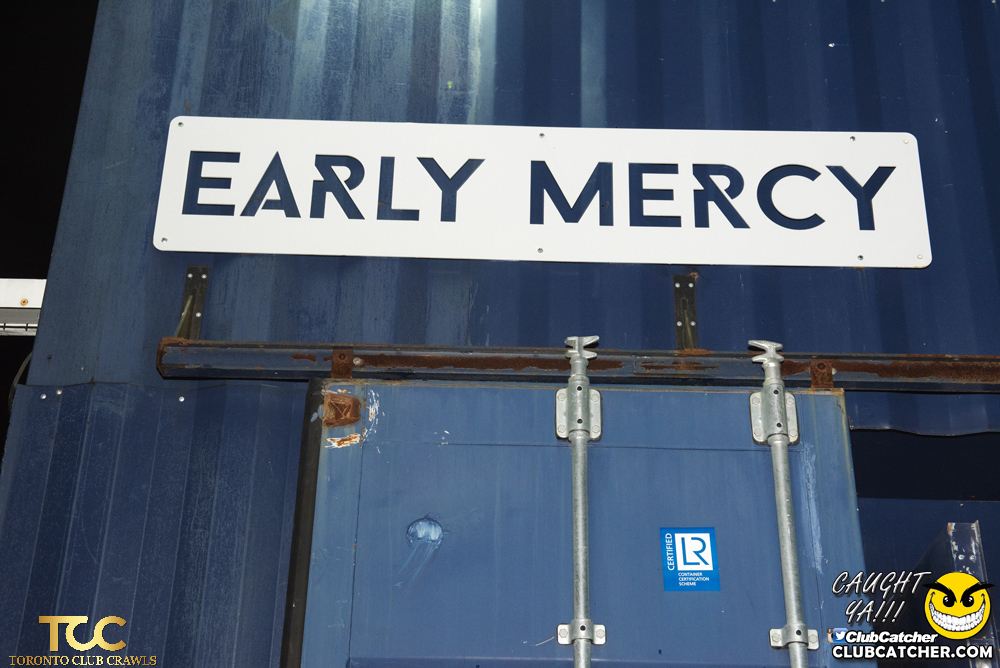 EARLY MERCY
CERTIFIED
LR
CONTAINER
CERTIFICATION
SCHEME
TCC
TORONTO CLUB CRAWLS
CAUGHT
YA!!!
ClubCatcher
CLUBCATCHER.COM